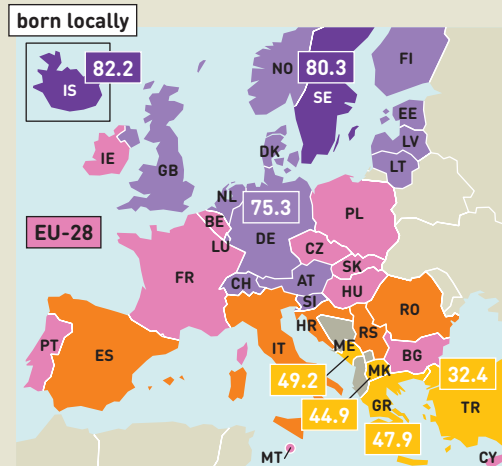 born locally
IS
82.2
NO
80.3
SE
FI
EE
LV
LT
DK
IE
GB
NL
75.3
DE
PL
EU-28
BE
LU
CZ
SK
FR
CH
AT
HU
SI
RO
HR
RS
PT
ES
IT
ME
BG
MK
49.2
32.4
44.9
GR
TR
47.9
MT
CY